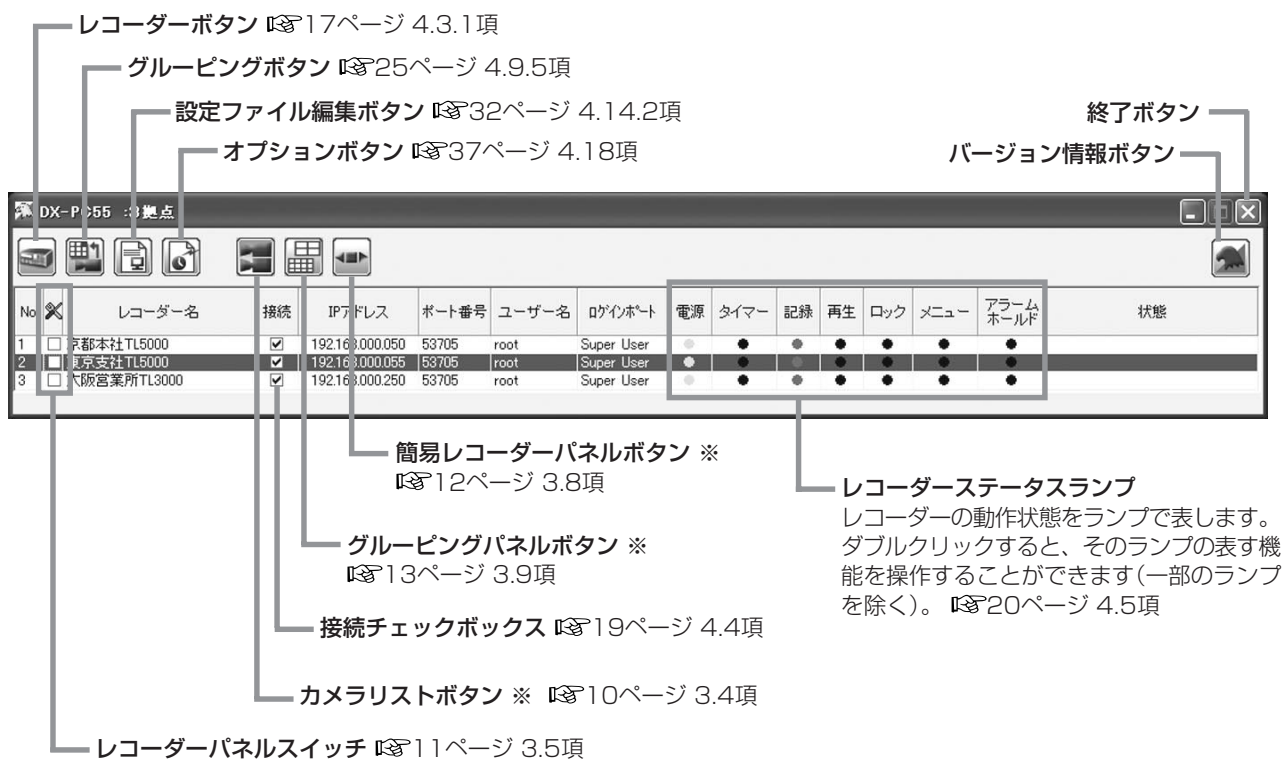 レコーダーボタン ☞17ページ 4.3.1項
グルーピングボタン ☞25ページ 4.9.5項
設定ファイル編集ボタン ☞32ページ 4.14.2項
オプションボタン ☞37ページ 4.18項
終了ボタン
バージョン情報ボタン
DX-PC55 :3拠点
No レコーダー名 接続 IPアドレス ポート番号 ユーザー名 ログインポート 電源 タイマー 記録 再生 ロック メニュー アラームホールド 状態
1 京都本社TL5000 192.168.000.050 53705 root Super User
2 東京支社TL5000 192.168.000.055 53705 root Super User
3 大阪営業所TL3000 192.168.000.250 53705 root Super User
簡易レコーダーパネルボタン ※
☞12ページ 3.8項
グルーピングパネルボタン ※
☞13ページ 3.9項
接続チェックボックス ☞19ページ 4.4項
カメラリストボタン ※ ☞10ページ 3.4項
レコーダーパネルスイッチ ☞11ページ 3.5項
レコーダーステータスランプ
レコーダーの動作状態をランプで表します。
ダブルクリックすると、そのランプの表す機
能を操作することができます(一部のランプ
を除く)。 ☞20ページ 4.5項